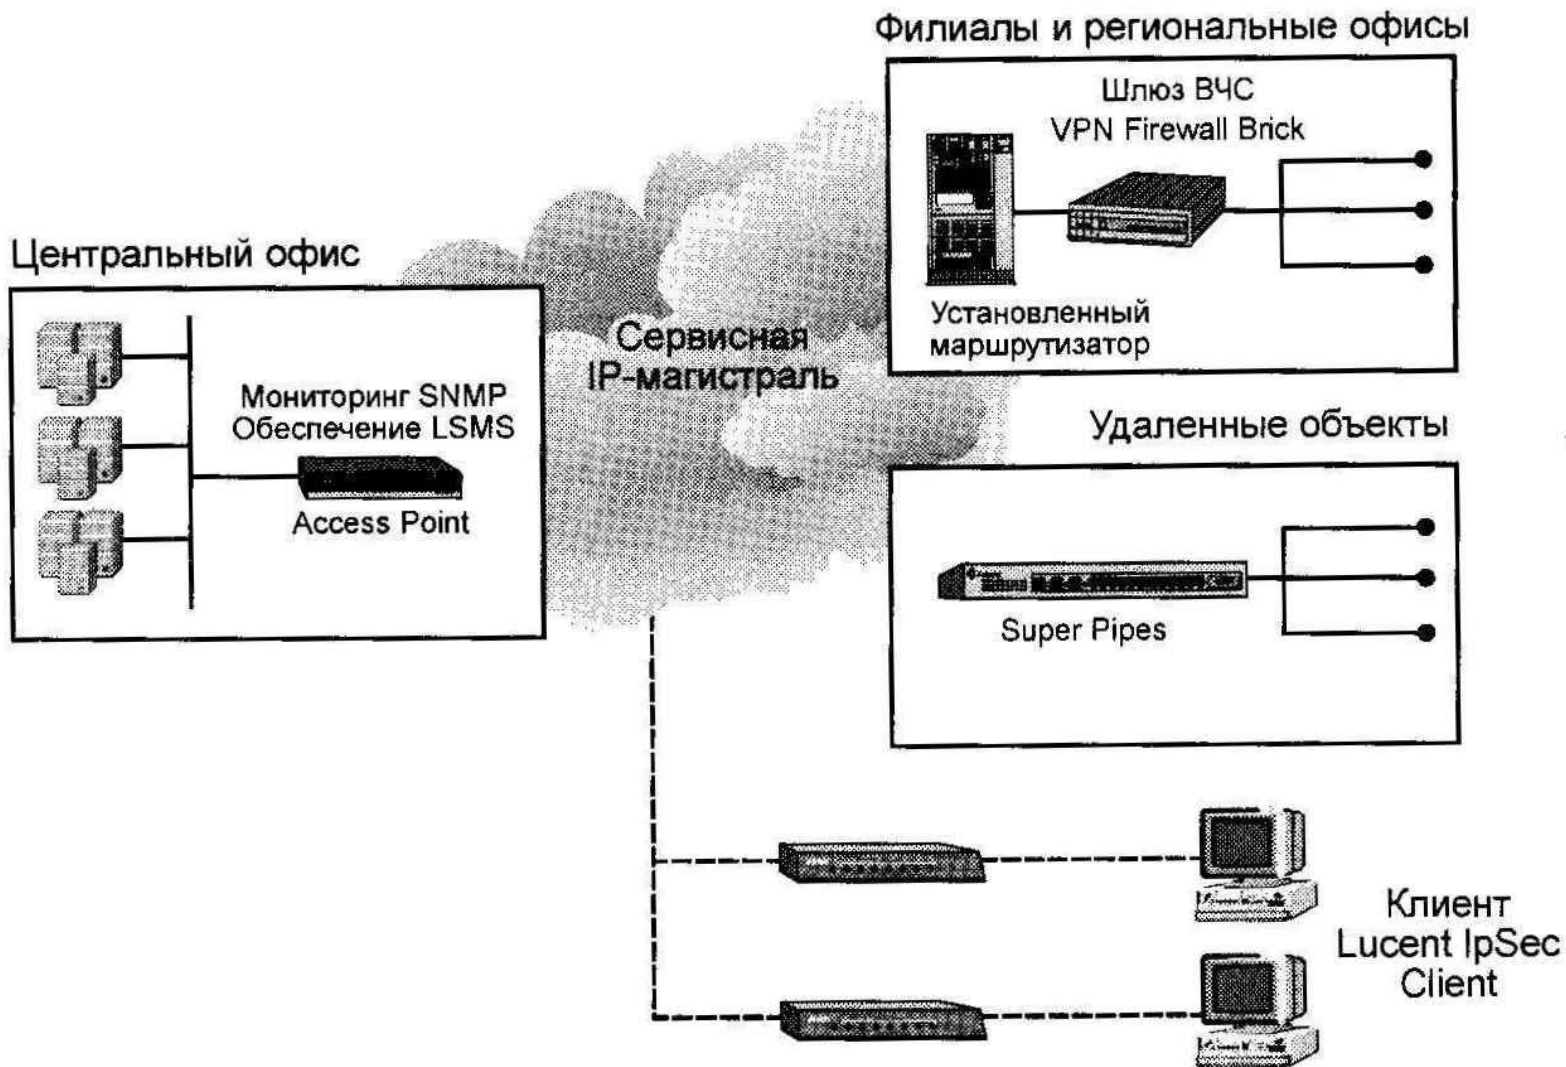 Филиалы и региональные офисы
Шлюз ВЧС
VPN Firewall Brick
Установленный
маршрутизатор
Центральный офис
Мониторинг SNMP
Обеспечение LSMS
Access Point
Сервисная
IP-магистраль
Удаленные объекты
Super Pipes
Клиент
Lucent IpSec
Client